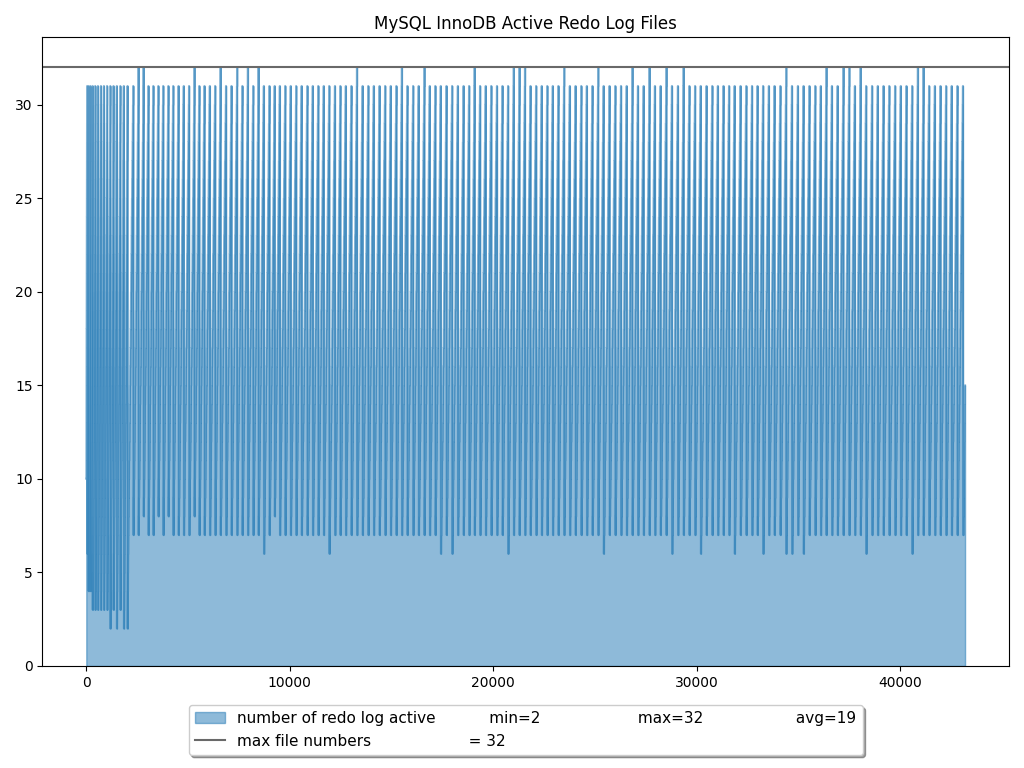 MySQL InnoDB Active Redo Log Files
30
25
20
15
10
5
0
0 10000 20000 30000 40000
number of redo log active min=2 max=32 avg=19
max file numbers = 32